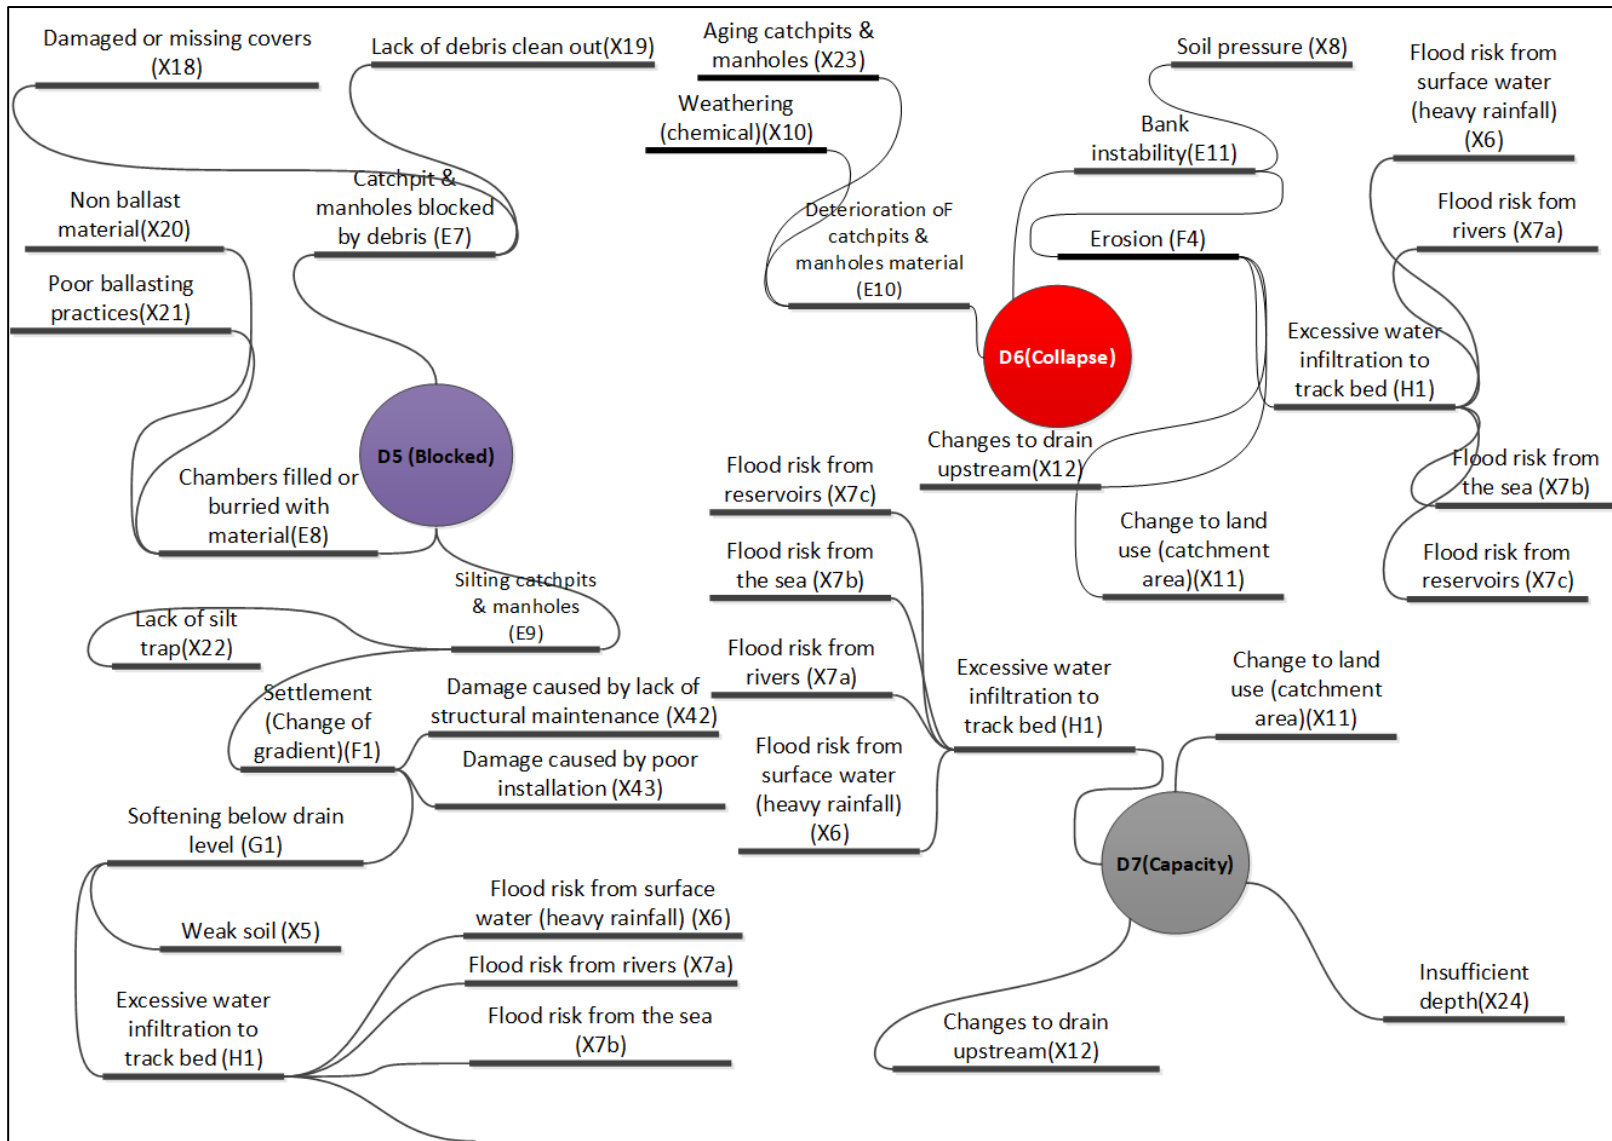 Damaged or missing covers
(X18)
Lack of debris clean out(X19)
Aging catchpits &
manholes (X23)
Weathering
(chemical)(X10)
Soil pressure (X8)
Flood risk from
surface water
(heavy rainfall)
(X6)
Bank
instability(E11)
Catchpit &
manholes blocked
by debris (E7)
Non ballast
material(X20)
Poor ballasting
practices(X21)
Deterioration oF
catchpits &
manholes material
(E10)
Erosion (F4)
Flood risk fom
rivers (X7a)
Excessive water
infiltration to
track bed (H1)
D6(Collapse)
D5 (Blocked)
Chambers filled or
burried with
material(E8)
Changes to drain
upstream(X12)
Flood risk from
the sea (X7b)
Flood risk from
reservoirs (X7c)
Change to land
use (catchment
area)(X11)
Flood risk from
reservoirs (X7c)
Flood risk from
the sea (X7b)
Flood risk from
rivers (X7a)
Flood risk from
surface water
(heavy rainfall)
(X6)
Excessive water
infiltration to
track bed (H1)
Change to land
use (catchment
area)(X11)
D7(Capacity)
Insufficient
depth(X24)
Changes to drain
upstream(X12)
Silting catchpits
& manholes
(E9)
Lack of silt
trap(X22)
Settlement
(Change of
gradient)(F1)
Damage caused by lack of
structural maintenance (X42)
Damage caused by poor
installation (X43)
Softening below drain
level (G1)
Weak soil (X5)
Excessive water
infiltration to
track bed (H1)
Flood risk from surface
water (heavy rainfall) (X6)
Flood risk from rivers (X7a)
Flood risk from the sea
(X7b)